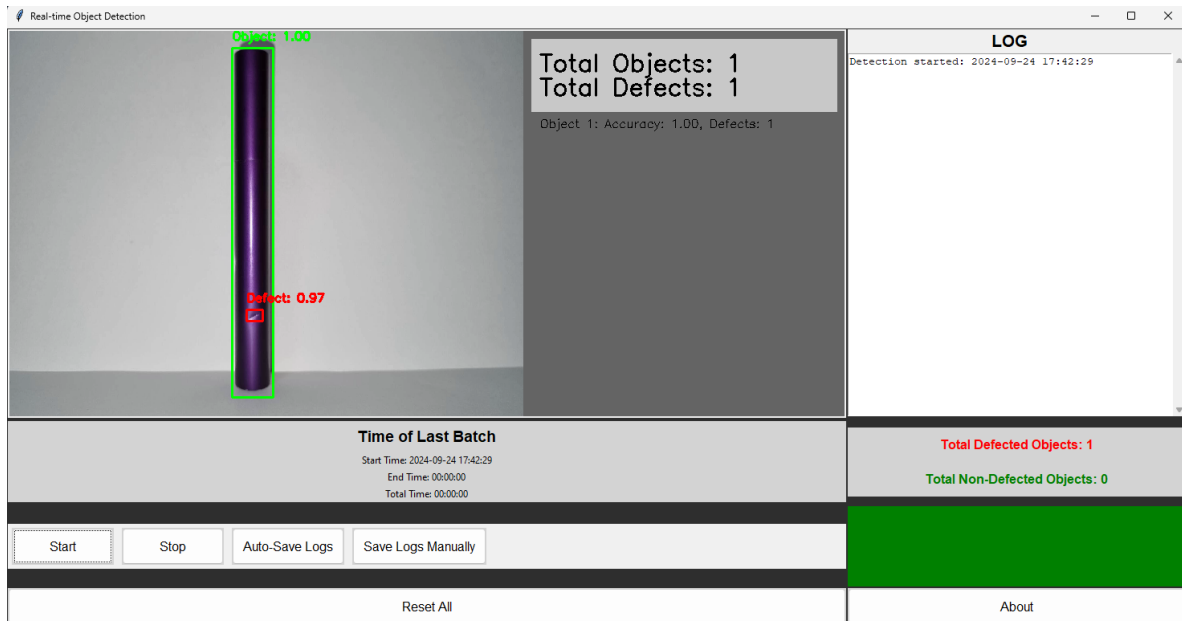 Real-time Object Detection
Object: 1.00
Defect: 0.97
Total Objects: 1
Total Defects: 1
Object 1: Accuracy: 1.00, Defects: 1
LOG
Detection started: 2024-09-24 17:42:29
Time of Last Batch
Start Time: 2024-09-24 17:42:29
End Time: 00:00:00
Total Time: 00:00:00
Total Defected Objects: 1
Total Non-Defected Objects: 0
Start Stop Auto-Save Logs Save Logs Manually
Reset All About